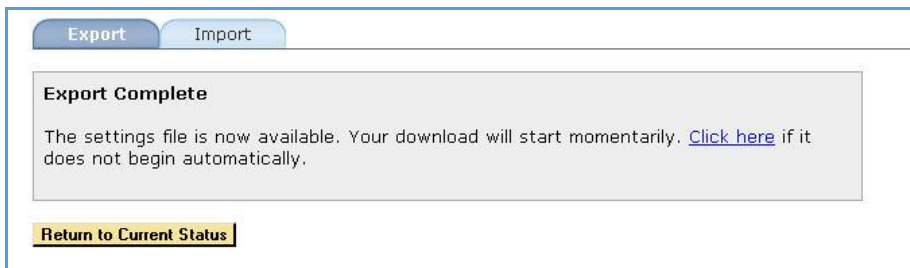 Export Import
Export Complete
The settings file is now available. Your download will start momentarily. Click here if it
does not begin automatically.
Return to Current Status